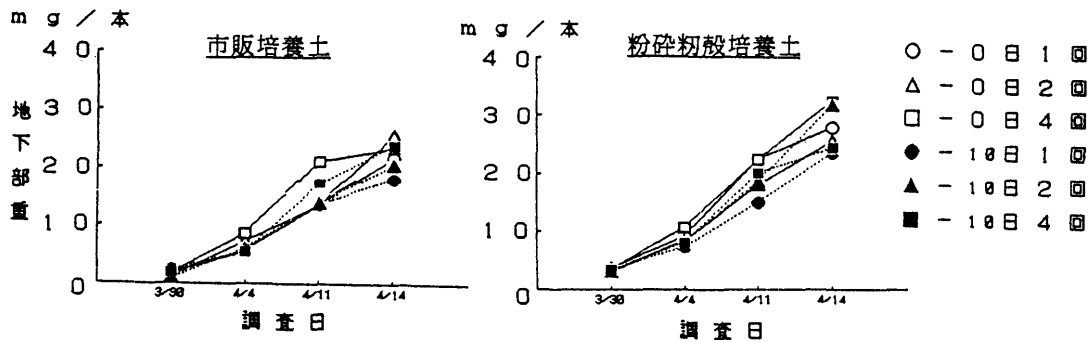 mg/本
市販培養土
40
30
20
10
0
地下部重
3/30 4/4 4/11 4/14
調査日
mg/本
粉砕籾殻培養土
40
30
20
10
0
3/30 4/4 4/11 4/14
調査日
○-0日1回
△-0日2回
□-0日4回
●-10日1回
▲-10日2回
■-10日4回